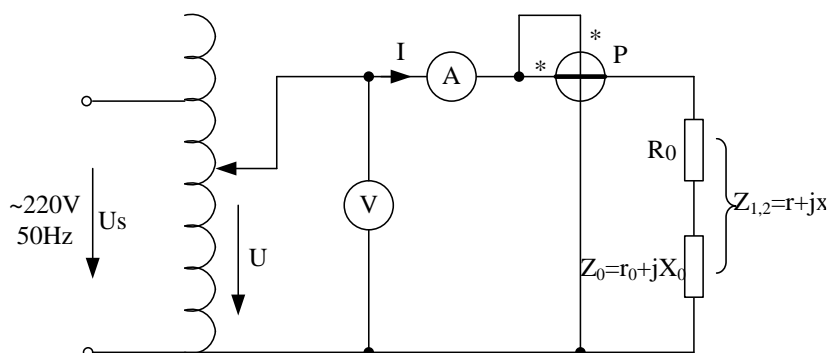 I
A
*
*
P
R0
~220V
50Hz
Us
V
Z1,2=r+jx
U
Z0=r0+jX0